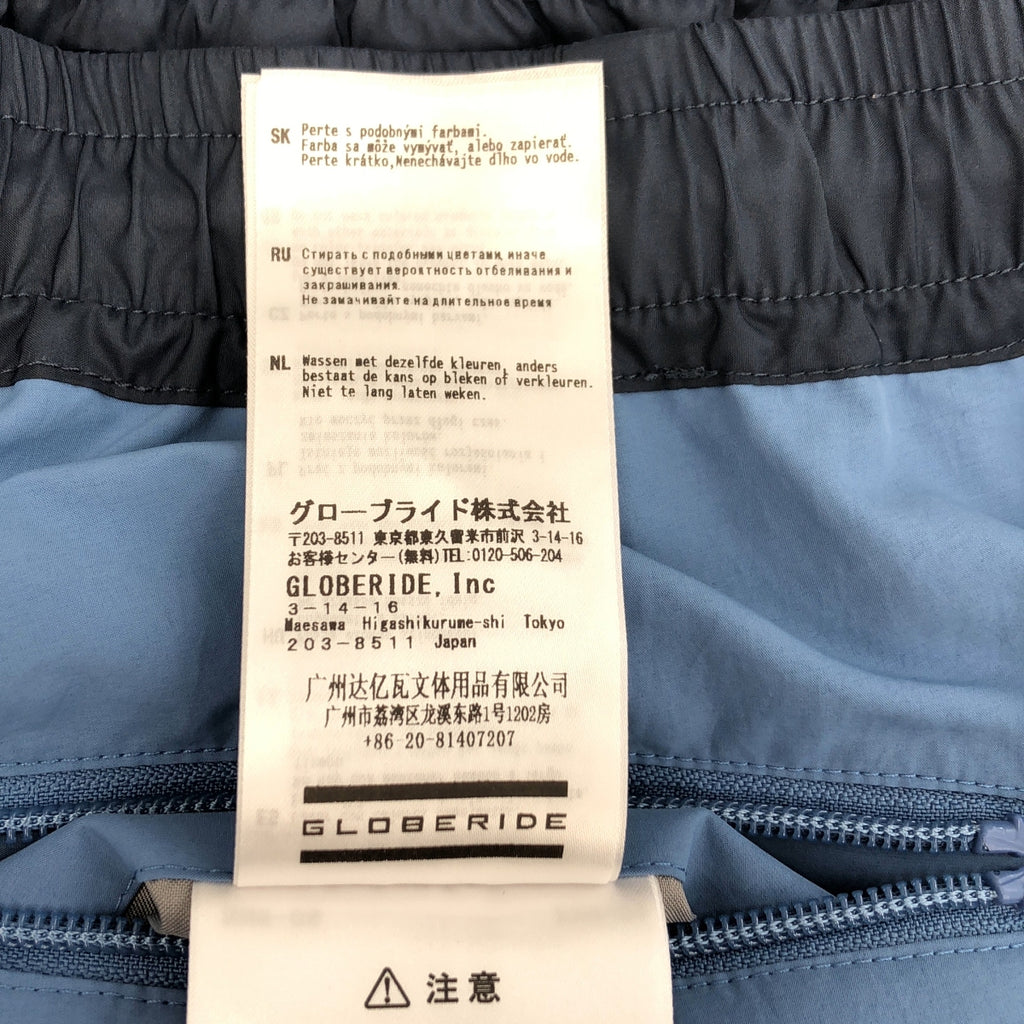 SK Perte s podobnými farbami.
Farba sa môže vymývať, alebo zapierať.
Perte krátko,Nenechávajte dlho vo vode.
RU Стирать с подобными цветами, иначе
существует вероятность отбеливания и
закрашивания.
Не замачивайте на длительное время
NL Wassen met dezelfde kleuren, anders
bestaat de kans op bleken of verkleuren.
Niet te lang laten weken.
グローブライド株式会社
〒203-8511 東京都東久留米市前沢 3-14-16
お客様センター(無料)TEL:0120-506-204
GLOBERIDE, Inc
3-14-16
Maesawa Higashikurume-shi Tokyo
203-8511 Japan
广州达亿瓦文体用品有限公司
广州市荔湾区龙溪东路1号1202房
+86-20-81407207
GLOBERIDE
注意